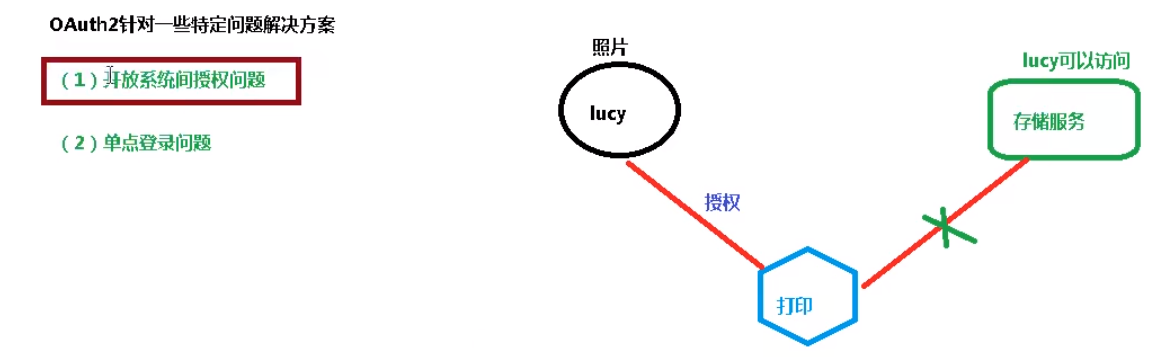 OAuth2针对一些特定问题解决方案
（1）开放系统间授权问题
（2）单点登录问题
照片
lucy
授权
打印
lucy可以访问
存储服务